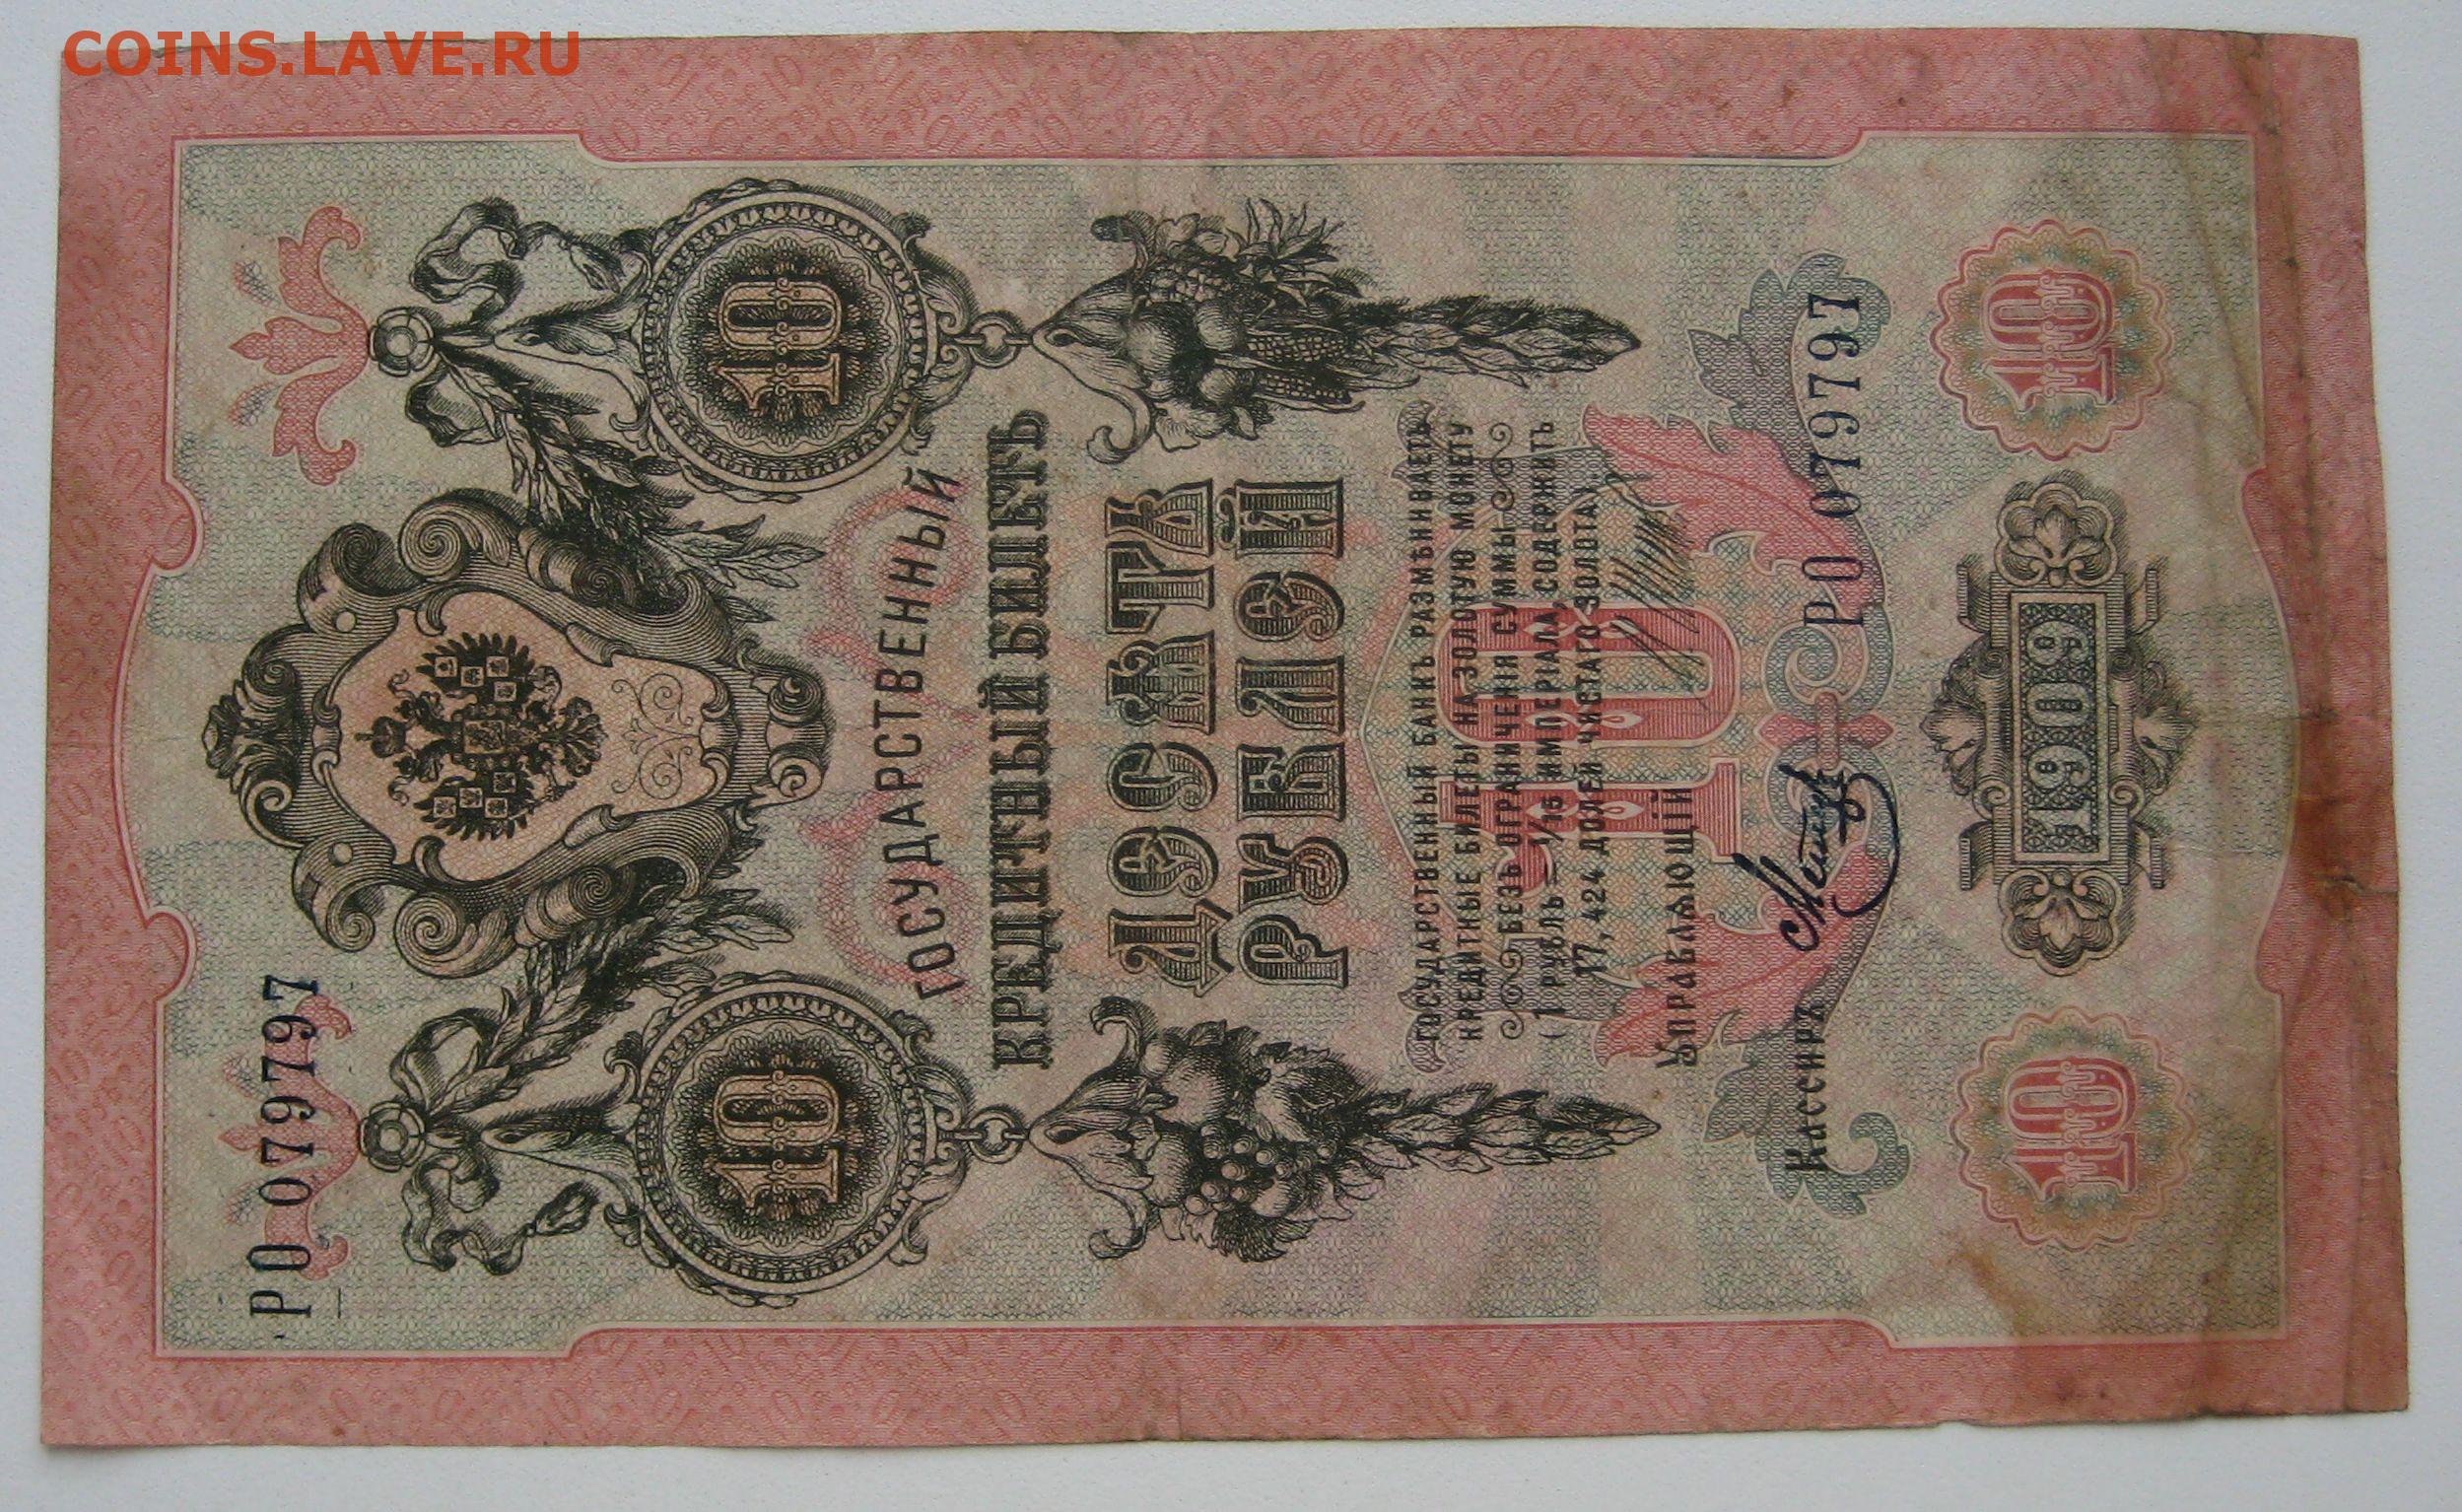 COINS.LAVE.RU
РО 079797
10
10
ГОСУДАРСТВЕННЫЙ
КРЕДИТНЫЙ БИЛЕТЪ
ДЕСЯТЬ
РУБЛЕЙ
ГОСУДАРСТВЕННЫЙ БАНКЪ РАЗМѢНИВАЕТЪ
КРЕДИТНЫЕ БИЛЕТЫ НА ЗОЛОТУЮ МОНЕТУ
БЕЗЪ ОГРАНИЧЕНІЯ СУММЫ
(1 РУБЛЬ = 1/15 ИМПЕРІАЛА, СОДЕРЖИТЪ
17,424 ДОЛЕЙ ЧИСТАГО ЗОЛОТА).
10
Управляющій
Кассиръ
РО 079797
10
1909
10